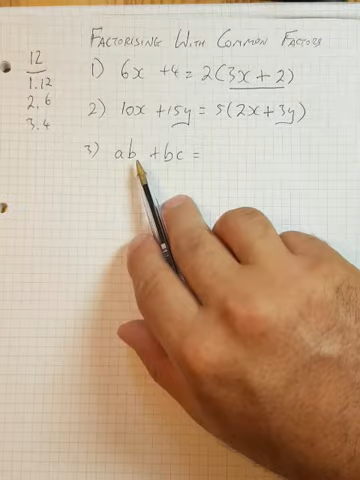 FACTORISING WITH COMMON FACTORS
12
1.12
2.6
3.4
1) 6x + 4 = 2(3x + 2)
2) 10x + 15y = 5(2x + 3y)
3) ab + bc =